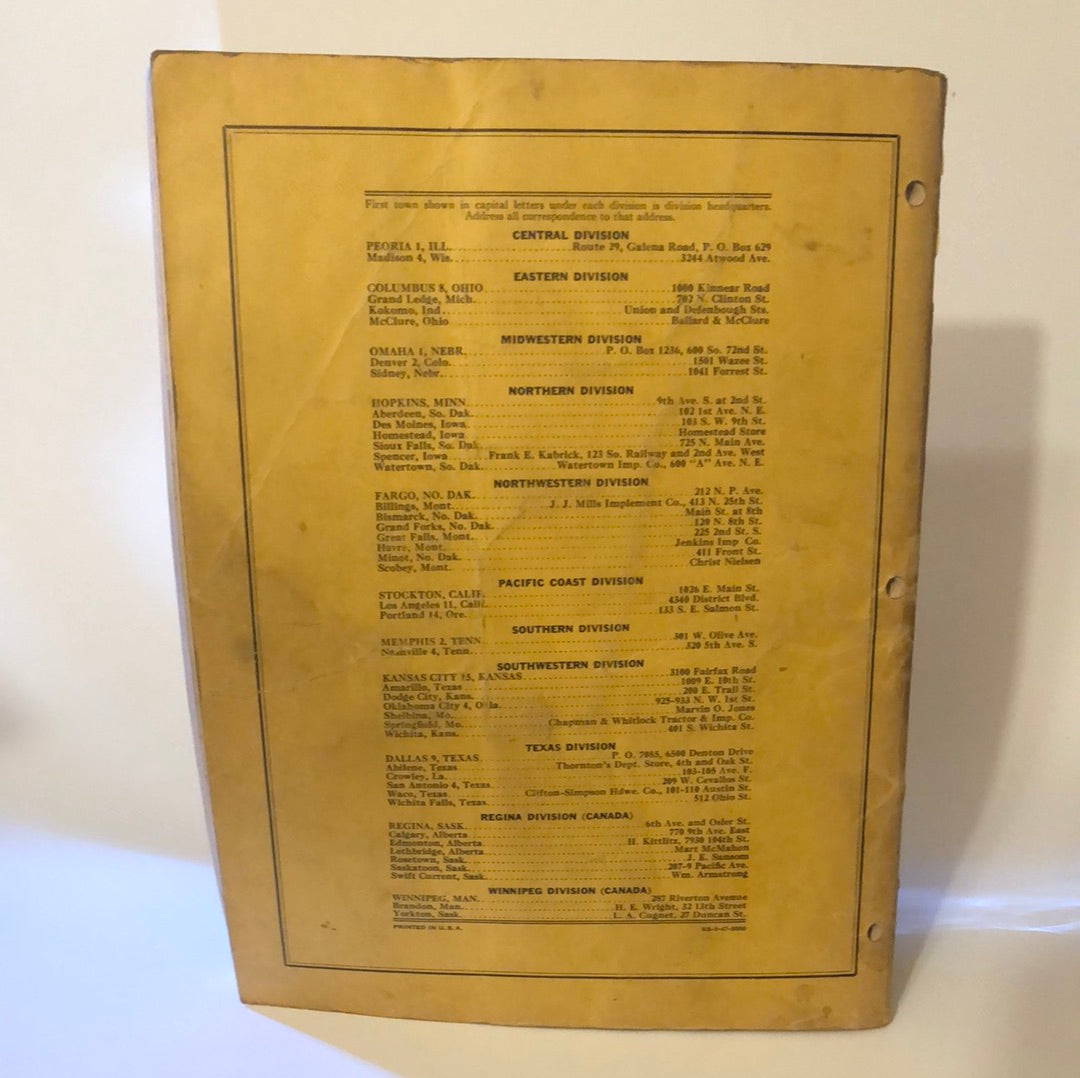 First town shown in capital letters under each division is division headquarters.
Address all correspondence to that address.
CENTRAL DIVISION
PEORIA 1, ILL. Route 29, Galena Road, P. O. Box 629
Madison 4, Wis. 3244 Atwood Ave.
EASTERN DIVISION
COLUMBUS 8, OHIO 1080 Kinnear Road
Grand Ledge, Mich. 702 N. Clinton St.
Kokomo, Ind. Union and Defenbough Sts.
McClure, Ohio Ballard & McClure
MIDWESTERN DIVISION
OMAHA 1, NEBR. P. O. Box 1236, 600 So. 72nd St.
Denver 2, Colo. 1501 Wazee St.
Sidney, Nebr. 1041 Forrest St.
NORTHERN DIVISION
HOPKINS, MINN. 9th Ave. S. at 2nd St.
Aberdeen, So. Dak. 102 1st Ave. N. E.
Des Moines, Iowa 103 S. W. 9th St.
Homestead, Iowa Homestead Store
Sioux Falls, So. Dak. 725 N. Main Ave.
Spencer, Iowa Frank E. Kabrick, 123 So. Railway and 2nd Ave. West
Watertown, So. Dak. Watertown Imp. Co., 600 "A" Ave. N. E.
NORTHWESTERN DIVISION
FARGO, NO. DAK. 212 N. P. Ave.
Billings, Mont. J. J. Mills Implement Co., 413 N. 25th St.
Bismarck, No. Dak. Main St. at 8th
Grand Forks, No. Dak. 120 N. 8th St.
Great Falls, Mont. 225 2nd St. S.
Havre, Mont. Jenkins Imp Co.
Minot, No. Dak. 411 Front St.
Scobey, Mont. Christ Nielsen
PACIFIC COAST DIVISION
STOCKTON, CALIF. 1026 E. Main St.
Los Angeles 11, Calif. 4340 District Blvd.
Portland 14, Ore. 133 S. E. Salmon St.
SOUTHERN DIVISION
MEMPHIS 2, TENN. 301 W. Olive Ave.
Nashville 4, Tenn. 320 5th Ave. S.
SOUTHWESTERN DIVISION
KANSAS CITY 15, KANSAS 3100 Fairfax Road
Amarillo, Texas 1009 E. 10th St.
Dodge City, Kans. 200 E. Trail St.
Oklahoma City 4, Okla. 925-933 N. W. 1st St.
Shelbina, Mo. Marvin O. Jones
Springfield, Mo. Chapman & Whitlock Tractor & Imp. Co.
Wichita, Kans. 401 S. Wichita St.
TEXAS DIVISION
DALLAS 9, TEXAS P. O. 7085, 6500 Denton Drive
Abilene, Texas Thornton's Dept. Store, 4th and Oak St.
Crowley, La. 103-105 Ave. F.
San Antonio 4, Texas 209 W. Cevallos St.
Waco, Texas Clifton-Simpson Hdwe. Co., 101-110 Austin St.
Wichita Falls, Texas 512 Ohio St.
REGINA DIVISION (CANADA)
REGINA, SASK. 6th Ave. and Osler St.
Calgary, Alberta 770 9th Ave. East
Edmonton, Alberta H. Kittlitz, 7930 104th St.
Lethbridge, Alberta Mart McMahon
Rosetown, Sask. J. E. Sansom
Saskatoon, Sask. 207-9 Pacific Ave.
Swift Current, Sask. Wm. Armstrong
WINNIPEG DIVISION (CANADA)
WINNIPEG, MAN. 287 Riverton Avenue
Brandon, Man. H. E. Wright, 32 13th Street
Yorkton, Sask. L. A. Cugnet, 27 Duncan St.
PRINTED IN U. S. A.